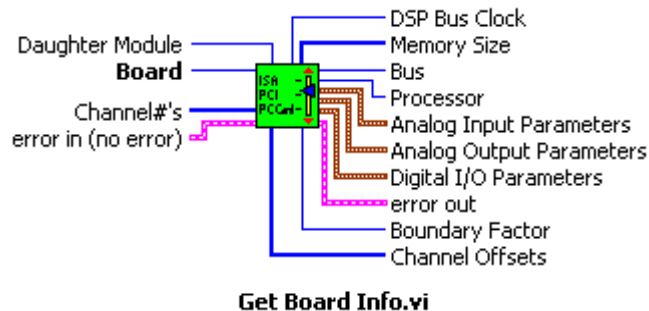 DSP Bus Clock
Daughter Module
Memory Size
Board
Bus
ISA
PCI
PCCard
Processor
Channel#'s
Analog Input Parameters
error in (no error)
Analog Output Parameters
Digital I/O Parameters
error out
Boundary Factor
Channel Offsets
Get Board Info.vi